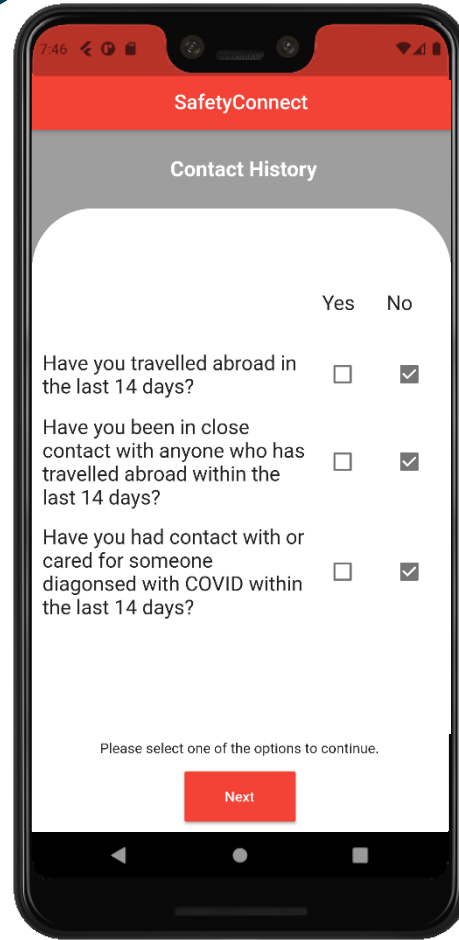 7:46
SafetyConnect
Contact History
Yes No
Have you travelled abroad in
the last 14 days?
Have you been in close
contact with anyone who has
travelled abroad within the
last 14 days?
Have you had contact with or
cared for someone
diagonsed with COVID within
the last 14 days?
Please select one of the options to continue.
Next